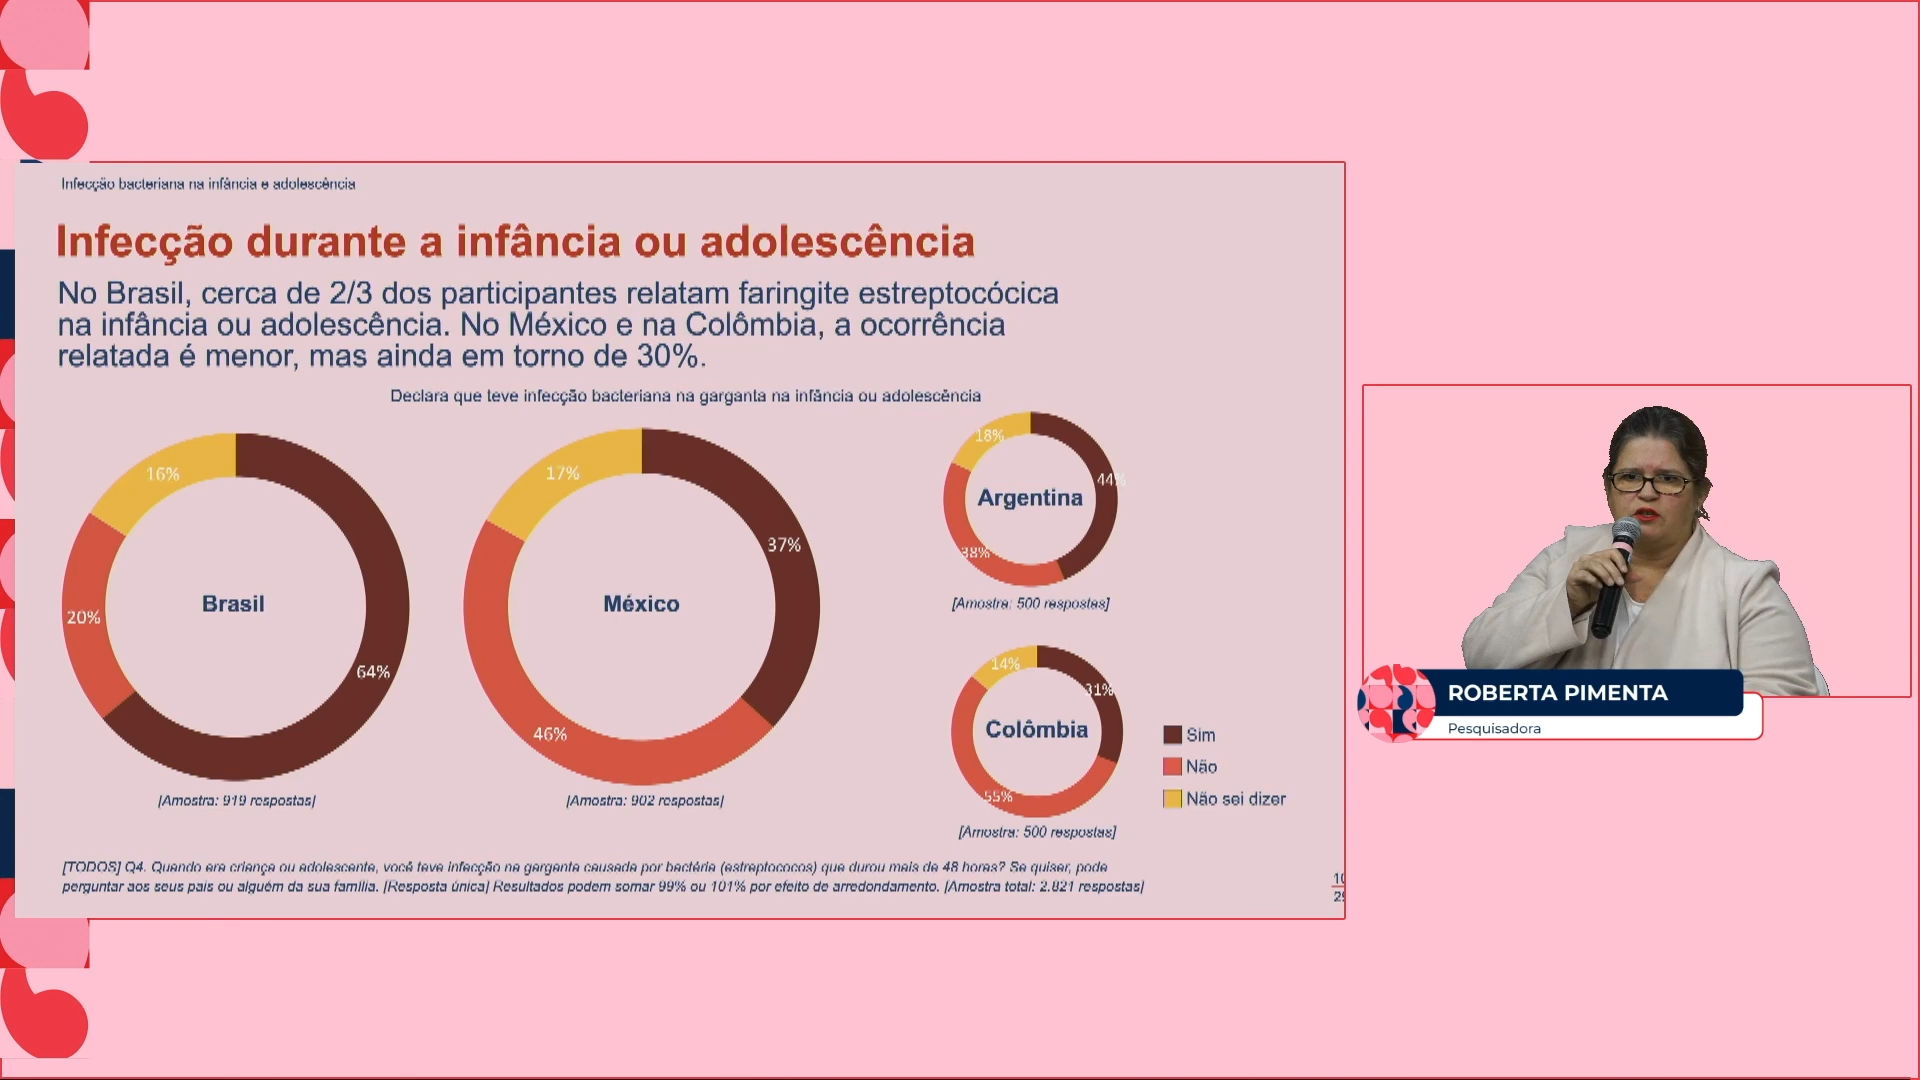 Infecção bacteriana na infância e adolescência
Infecção durante a infância ou adolescência
No Brasil, cerca de 2/3 dos participantes relatam faringite estreptocócica
na infância ou adolescência. No México e na Colômbia, a ocorrência
relatada é menor, mas ainda em torno de 30%.
Declara que teve infecção bacteriana na garganta na infância ou adolescência
16%
20%
Brasil
64%
[Amostra: 919 respostas]
17%
37%
México
46%
[Amostra: 902 respostas]
18%
44%
Argentina
38%
[Amostra: 500 respostas]
14%
31%
Colômbia
55%
[Amostra: 500 respostas]
Sim
Não
Não sei dizer
[TODOS] Q4. Quando era criança ou adolescente, você teve infecção na garganta causada por bactéria (estreptococos) que durou mais de 48 horas? Se quiser, pode
perguntar aos seus pais ou alguém da sua família. [Resposta única] Resultados podem somar 99% ou 101% por efeito de arredondamento. [Amostra total: 2.821 respostas]
ROBERTA PIMENTA
Pesquisadora